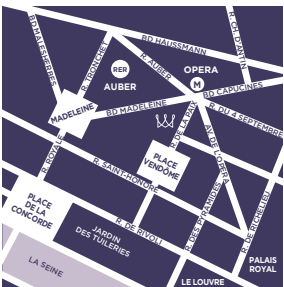 BD HAUSSMANN
R. CH. D'ANTIN
BD MALESHERBES
R. TRONCHET
RER
AUBER
R. AUBER
OPERA
M
BD CAPUCINES
MADELEINE
BD MADELEINE
R. DE LA PAIX
R. DU 4 SEPTEMBRE
AV DE L'OPERA
R. ROYALE
R. SAINT-HONORÉ
PLACE
VENDÔME
PLACE
DE LA
CONCORDE
R. DE RIVOLI
R. DES PYRAMIDES
R. DE RICHELIEU
JARDIN
DES TUILERIES
LA SEINE
PALAIS
ROYAL
LE LOUVRE